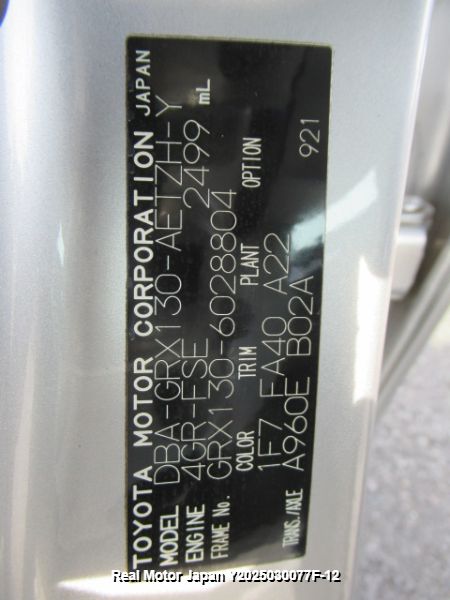 TOYOTA MOTOR CORPORATION JAPAN
MODEL DBA-GRX130-AETZH-Y
ENGINE 4GR-FSE 2499 mL
FRAME No. GRX130-6028804
COLOR TRIM PLANT OPTION
1F7 FA40 A22
TRANS./AXLE A960E B02A 921
Real Motor Japan Y2025030077F-12